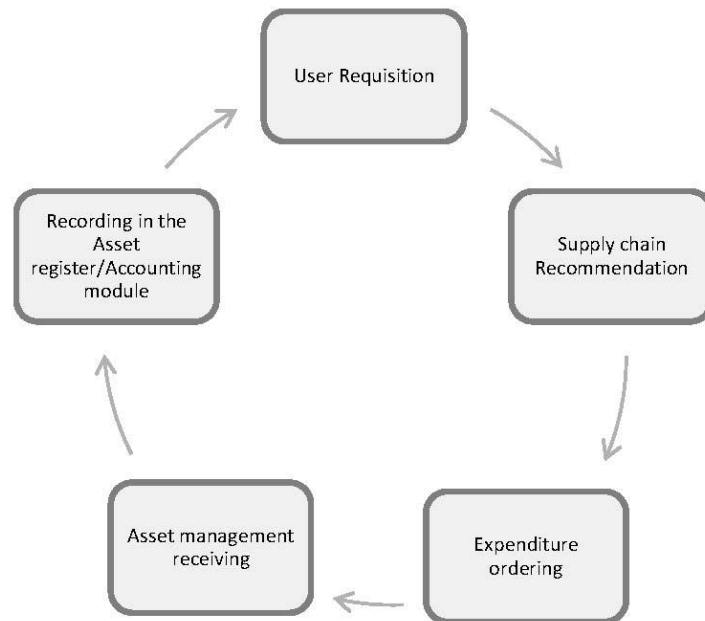 User Requisition
Supply chain
Recommendation
Expenditure
ordering
Asset management
receiving
Recording in the
Asset
register/Accounting
module